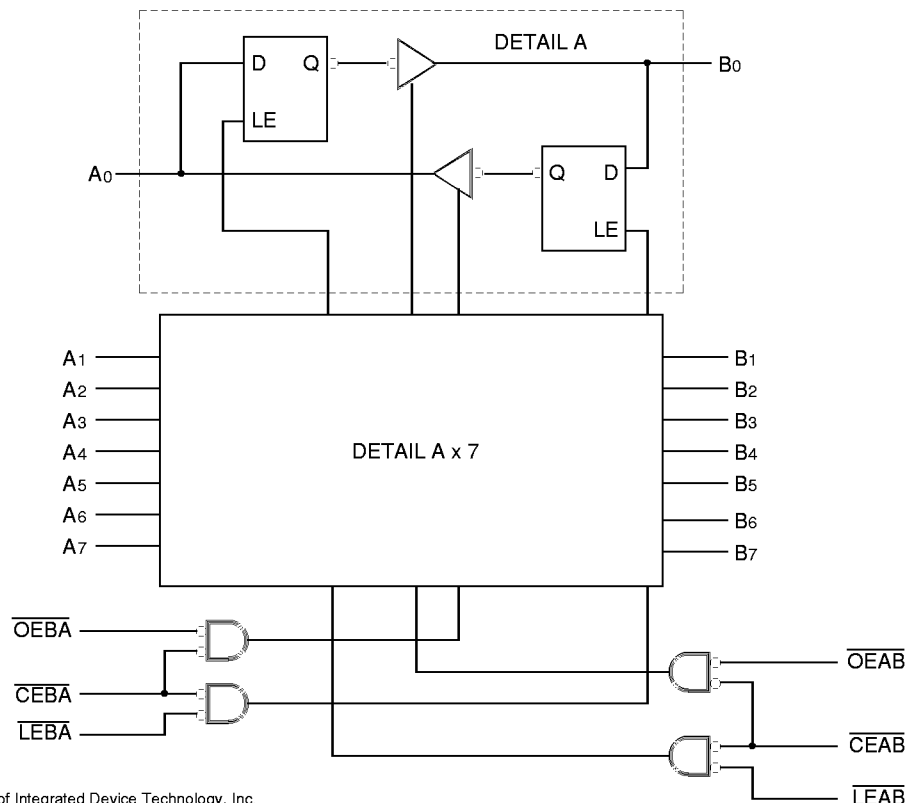 DETAIL A
D Q
B0
LE
A0
Q D
LE
A1
B1
A2
B2
A3
B3
A4
B4
DETAIL A x 7
A5
B5
A6
B6
A7
B7
OEBA
OEAB
CEBA
LEBA
CEAB
LEAB
of Integrated Device Technology, Inc